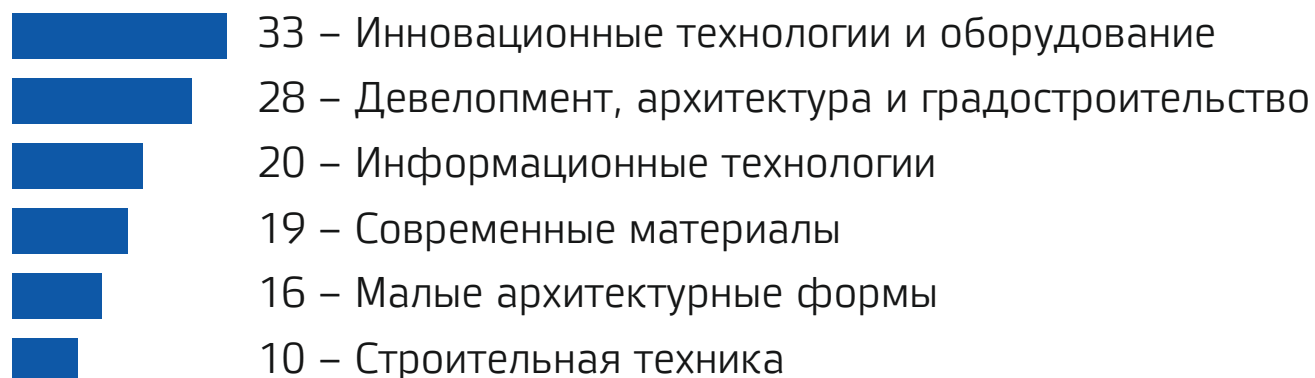 33 – Инновационные технологии и оборудование
28 – Девелопмент, архитектура и градостроительство
20 – Информационные технологии
19 – Современные материалы
16 – Малые архитектурные формы
10 – Строительная техника